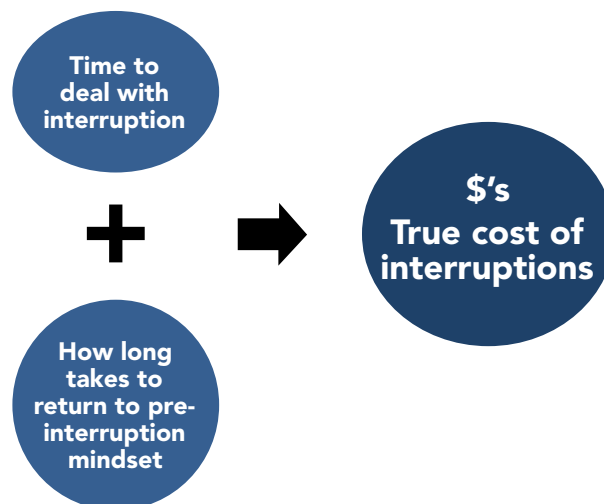 Time to
deal with
interruption
$'s
True cost of
interruptions
How long
takes to
return to pre-
interruption
mindset